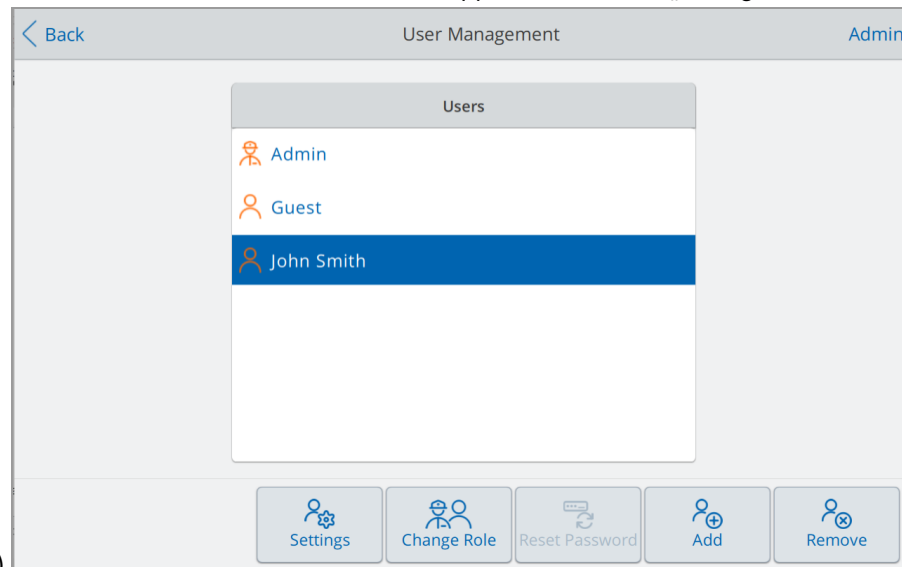 Back
User Management
Admin
Users
Admin
Guest
John Smith
Settings
Change Role
Reset Password
Add
Remove